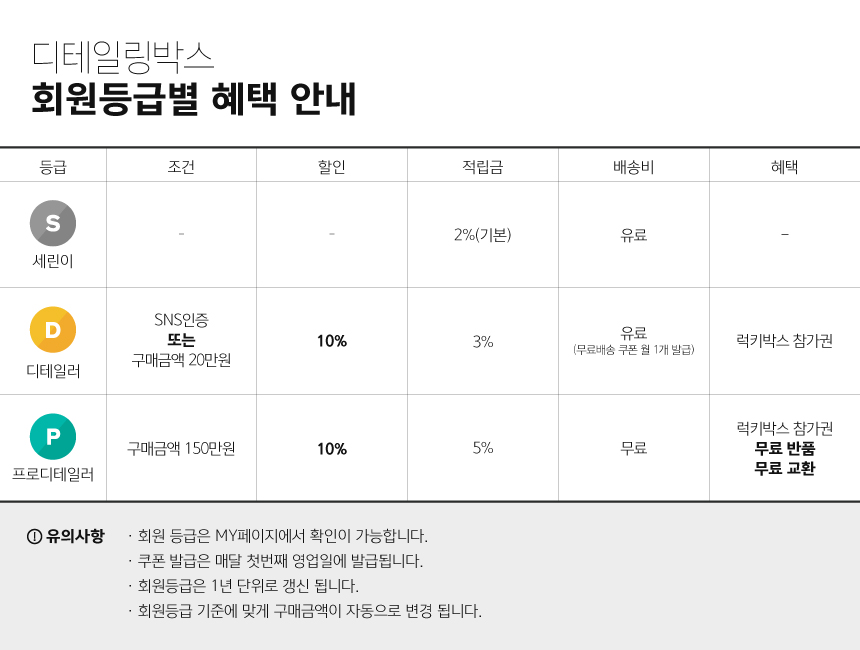 디테일링박스
회원등급별 혜택 안내
등급 조건 할인 적립금 배송비 혜택
S
세린이
- - 2%(기본) 유료 -
D
디테일러
SNS인증
또는
구매금액 20만원
10%
3%
유료
(무료배송 쿠폰 월 1개 발급)
럭키박스 참가권
P
프로디테일러
구매금액 150만원
10%
5%
무료
럭키박스 참가권
무료 반품
무료 교환
! 유의사항
· 회원 등급은 MY페이지에서 확인이 가능합니다.
· 쿠폰 발급은 매달 첫번째 영업일에 발급됩니다.
· 회원등급은 1년 단위로 갱신 됩니다.
· 회원등급 기준에 맞게 구매금액이 자동으로 변경 됩니다.